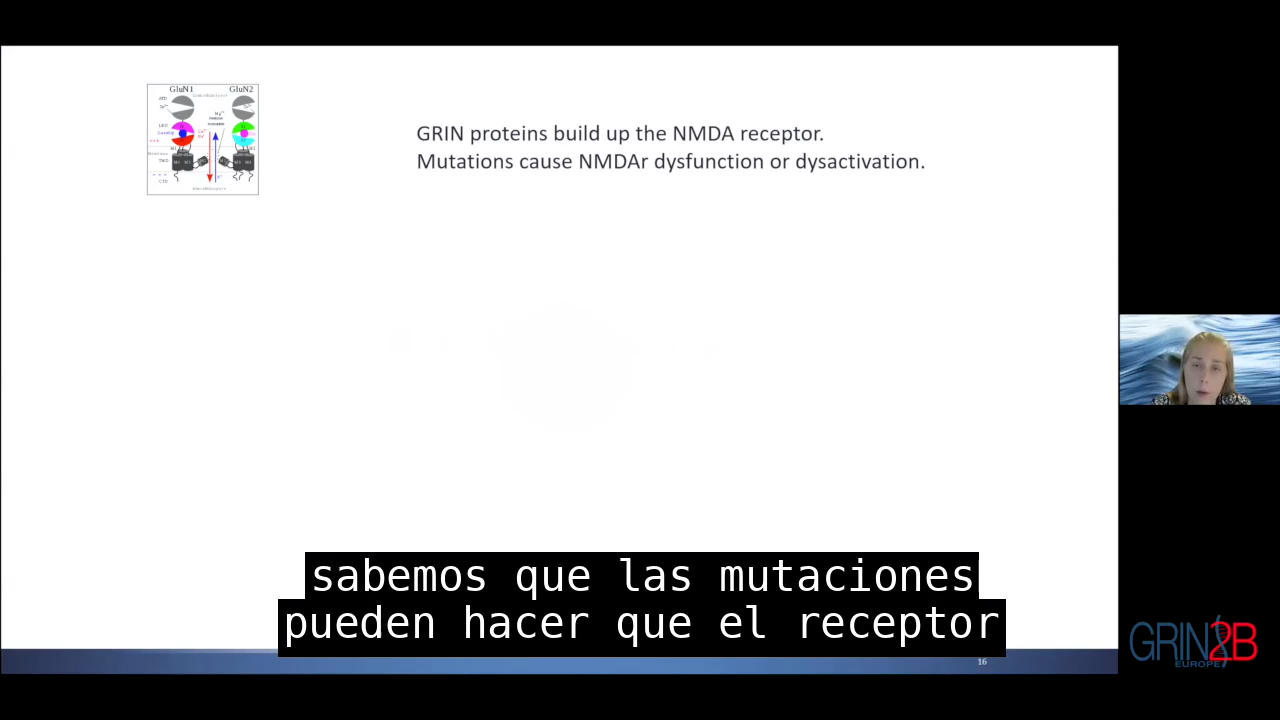 GluN1 GluN2
GRIN proteins build up the NMDA receptor.
Mutations cause NMDAr dysfunction or dysactivation.
sabemos que las mutaciones
pueden hacer que el receptor
16
GRIN2B
EUROPE